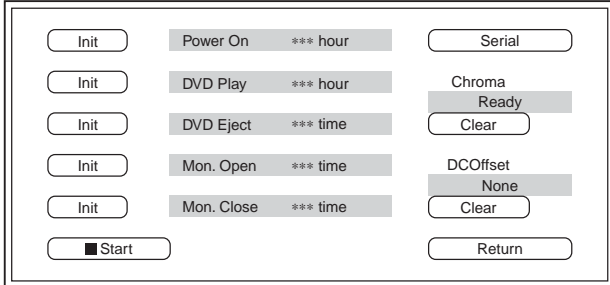 Init Power On *** hour Serial
Init DVD Play *** hour Chroma
Ready
Init DVD Eject *** time Clear
Init Mon. Open *** time DCOffset
None
Init Mon. Close *** time Clear
■Start Return